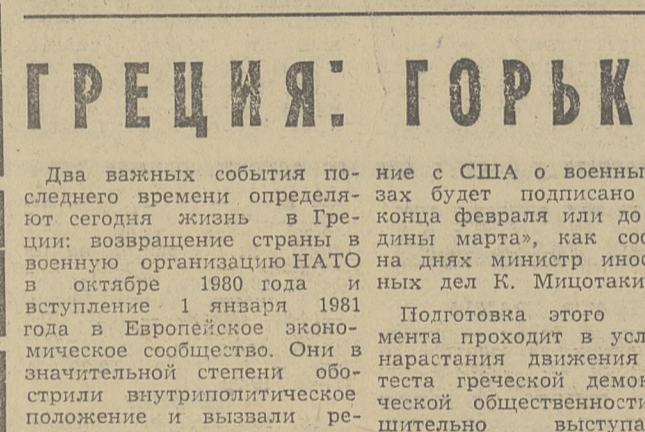 ГРЕЦИЯ: ГОРЬК
Два важных события по-
следнего времени определя-
ют сегодня жизнь в Гре-
ции: возвращение страны в
военную организацию НАТО
в октябре 1980 года и
вступление 1 января 1981
года в Европейское эконо-
мическое сообщество. Они в
значительной степени обо-
стрили внутриполитическое
положение и вызвали ре-
ние с США о военны
зах будет подписано
конца февраля или до
дины марта», как соо
на днях министр инос
ных дел К. Мицотаки
Подготовка этого
мента проходит в усл
нарастания движения
теста греческой демок
ческой общественности
шительно выступа